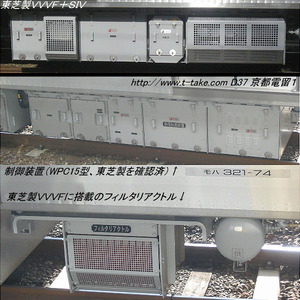 東芝製VVVF+SIV
http://www.t-take.com 037 京都電留1
制御装置(WPC15型、東芝製を確認済)↑
モハ 321-74
東芝製VVVFに搭載のフィルタリアクトル↓
フィルタリアクトル